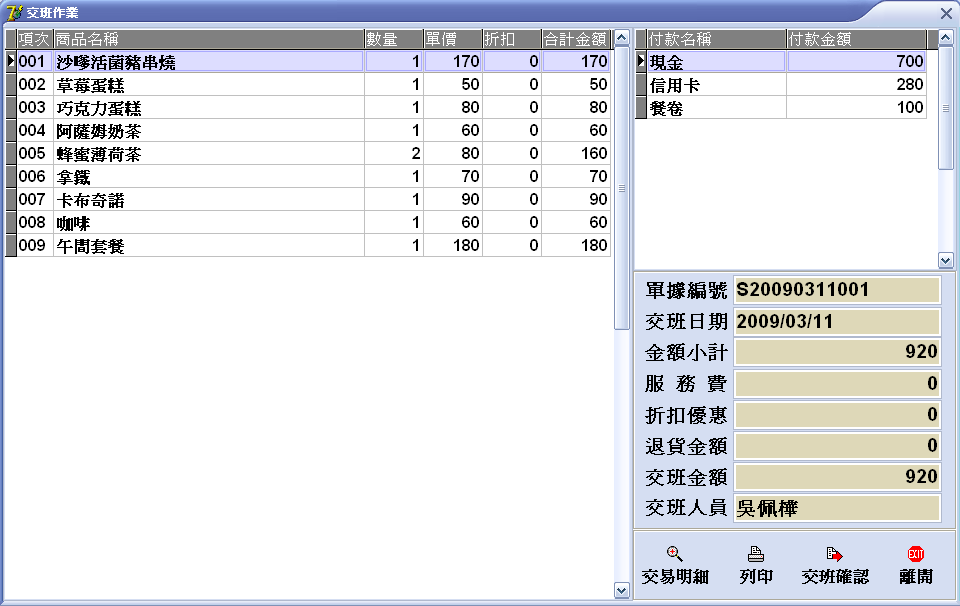 交班作業
項次 商品名稱 數量 單價 折扣 合計金額
001 沙嗲活菌豬串燒 1 170 0 170
002 草莓蛋糕 1 50 0 50
003 巧克力蛋糕 1 80 0 80
004 阿薩姆奶茶 1 60 0 60
005 蜂蜜薄荷茶 2 80 0 160
006 拿鐵 1 70 0 70
007 卡布奇諾 1 90 0 90
008 咖啡 1 60 0 60
009 午間套餐 1 180 0 180
付款名稱 付款金額
現金 700
信用卡 280
餐卷 100
單據編號 S20090311001
交班日期 2009/03/11
金額小計 920
服務費 0
折扣優惠 0
退貨金額 0
交班金額 920
交班人員 吳佩樺
交易明細 列印 交班確認 EXIT 離開